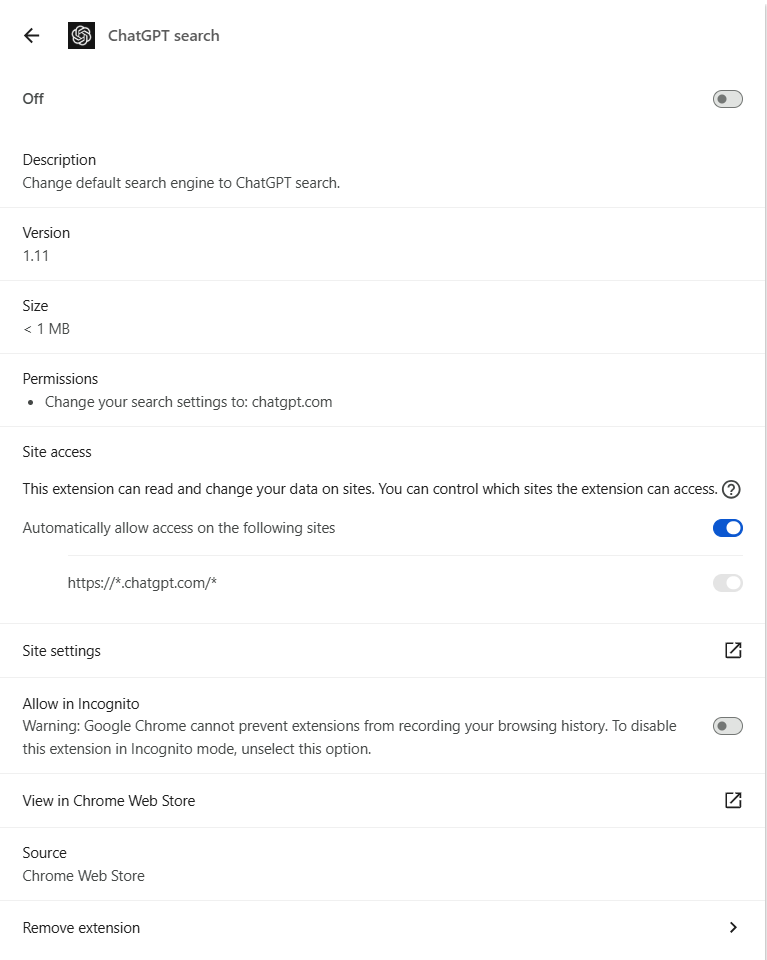 ChatGPT search
Off
Description
Change default search engine to ChatGPT search.
Version
1.11
Size
< 1 MB
Permissions
• Change your search settings to: chatgpt.com
Site access
This extension can read and change your data on sites. You can control which sites the extension can access.
Automatically allow access on the following sites
https://*.chatgpt.com/*
Site settings
Allow in Incognito
Warning: Google Chrome cannot prevent extensions from recording your browsing history. To disable
this extension in Incognito mode, unselect this option.
View in Chrome Web Store
Source
Chrome Web Store
Remove extension